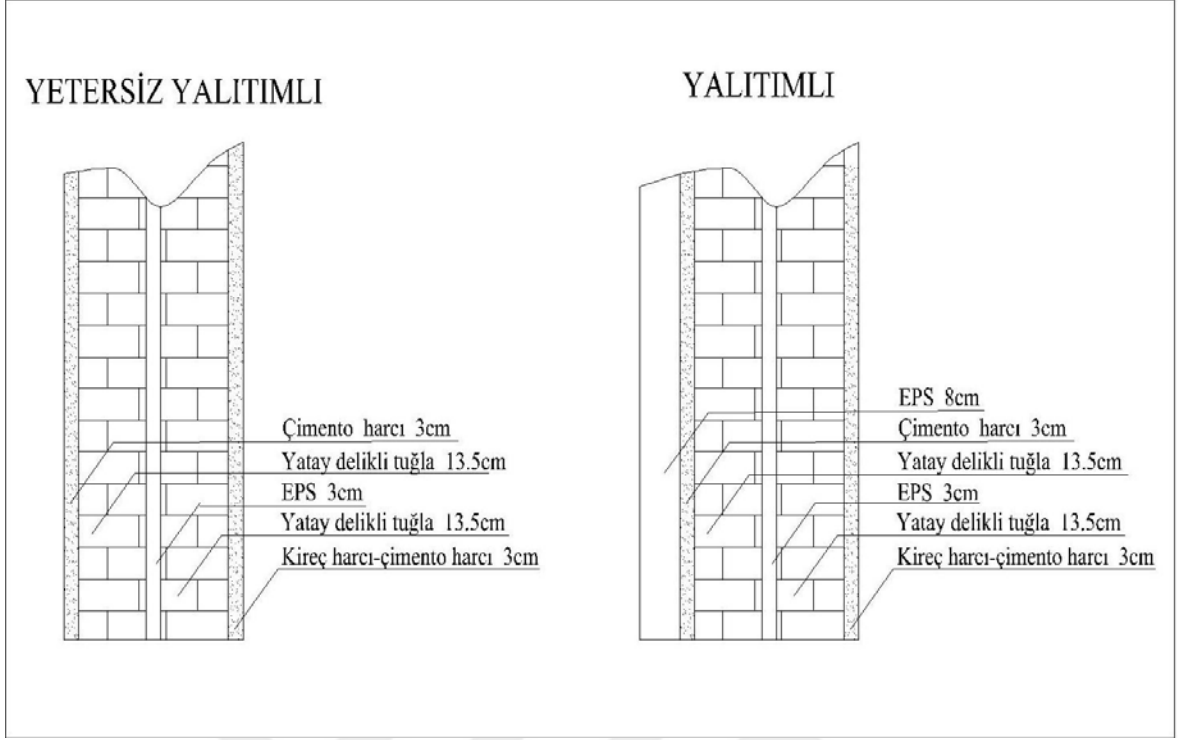 YETERSİZ YALITIMLI
Çimento harcı 3cm
Yatay delikli tuğla 13.5cm
EPS 3cm
Yatay delikli tuğla 13.5cm
Kireç harcı-çimento harcı 3cm
YALITIMLI
EPS 8cm
Çimento harcı 3cm
Yatay delikli tuğla 13.5cm
EPS 3cm
Yatay delikli tuğla 13.5cm
Kireç harcı-çimento harcı 3cm